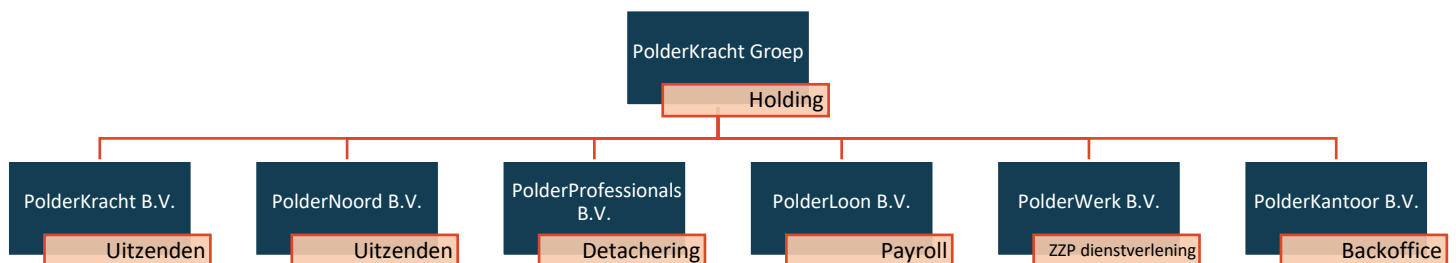 PolderKracht Groep
Holding
PolderKracht B.V.
Uitzenden
PolderNoord B.V.
Uitzenden
PolderProfessionals
B.V.
Detachering
PolderLoon B.V.
Payroll
PolderWerk B.V.
ZZP dienstverlening
PolderKantoor B.V.
Backoffice